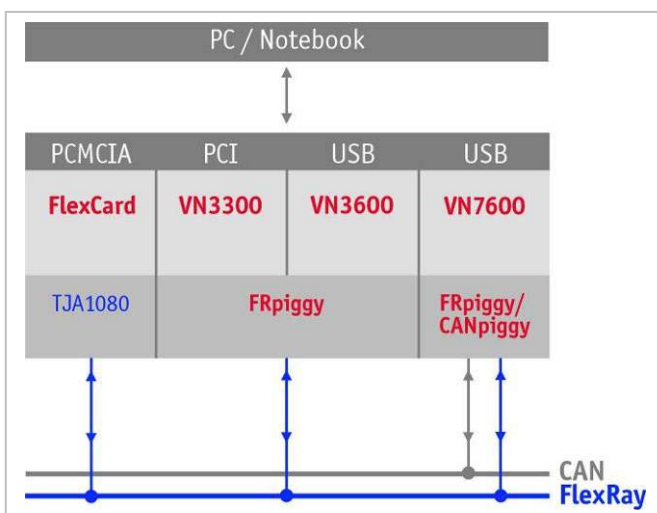 PC / Notebook
PCMCIA PCI USB USB
FlexCard VN3300 VN3600 VN7600
TJA1080 FRpiggy FRpiggy/
CANpiggy
CAN
FlexRay